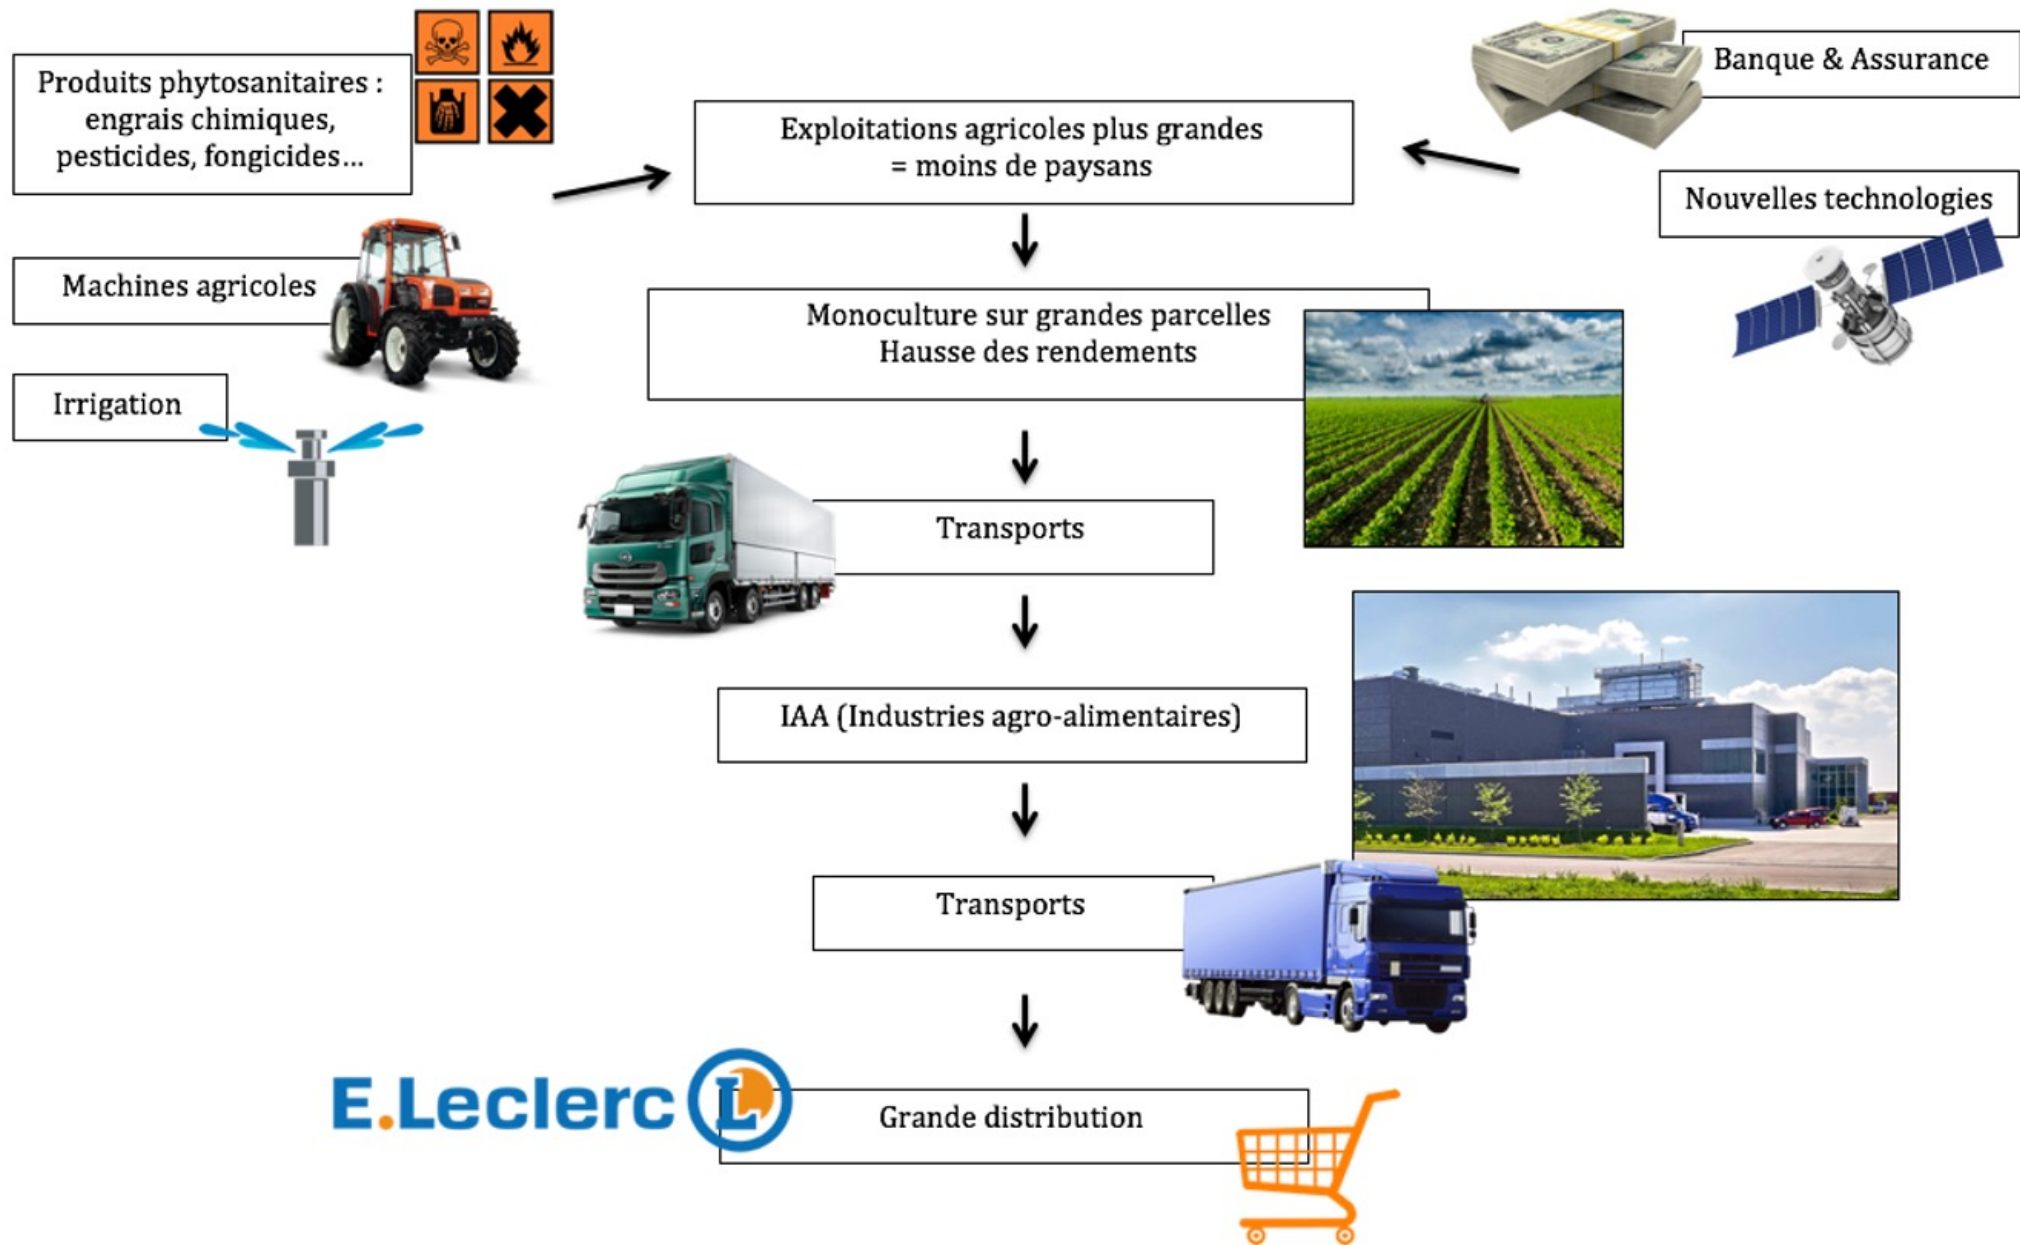 Produits phytosanitaires :
engrais chimiques,
pesticides, fongicides...
Machines agricoles
Irrigation
Exploitations agricoles plus grandes
= moins de paysans
Banque & Assurance
Nouvelles technologies
Monoculture sur grandes parcelles
Hausse des rendements
Transports
IAA (Industries agro-alimentaires)
Transports
E.Leclerc L
Grande distribution